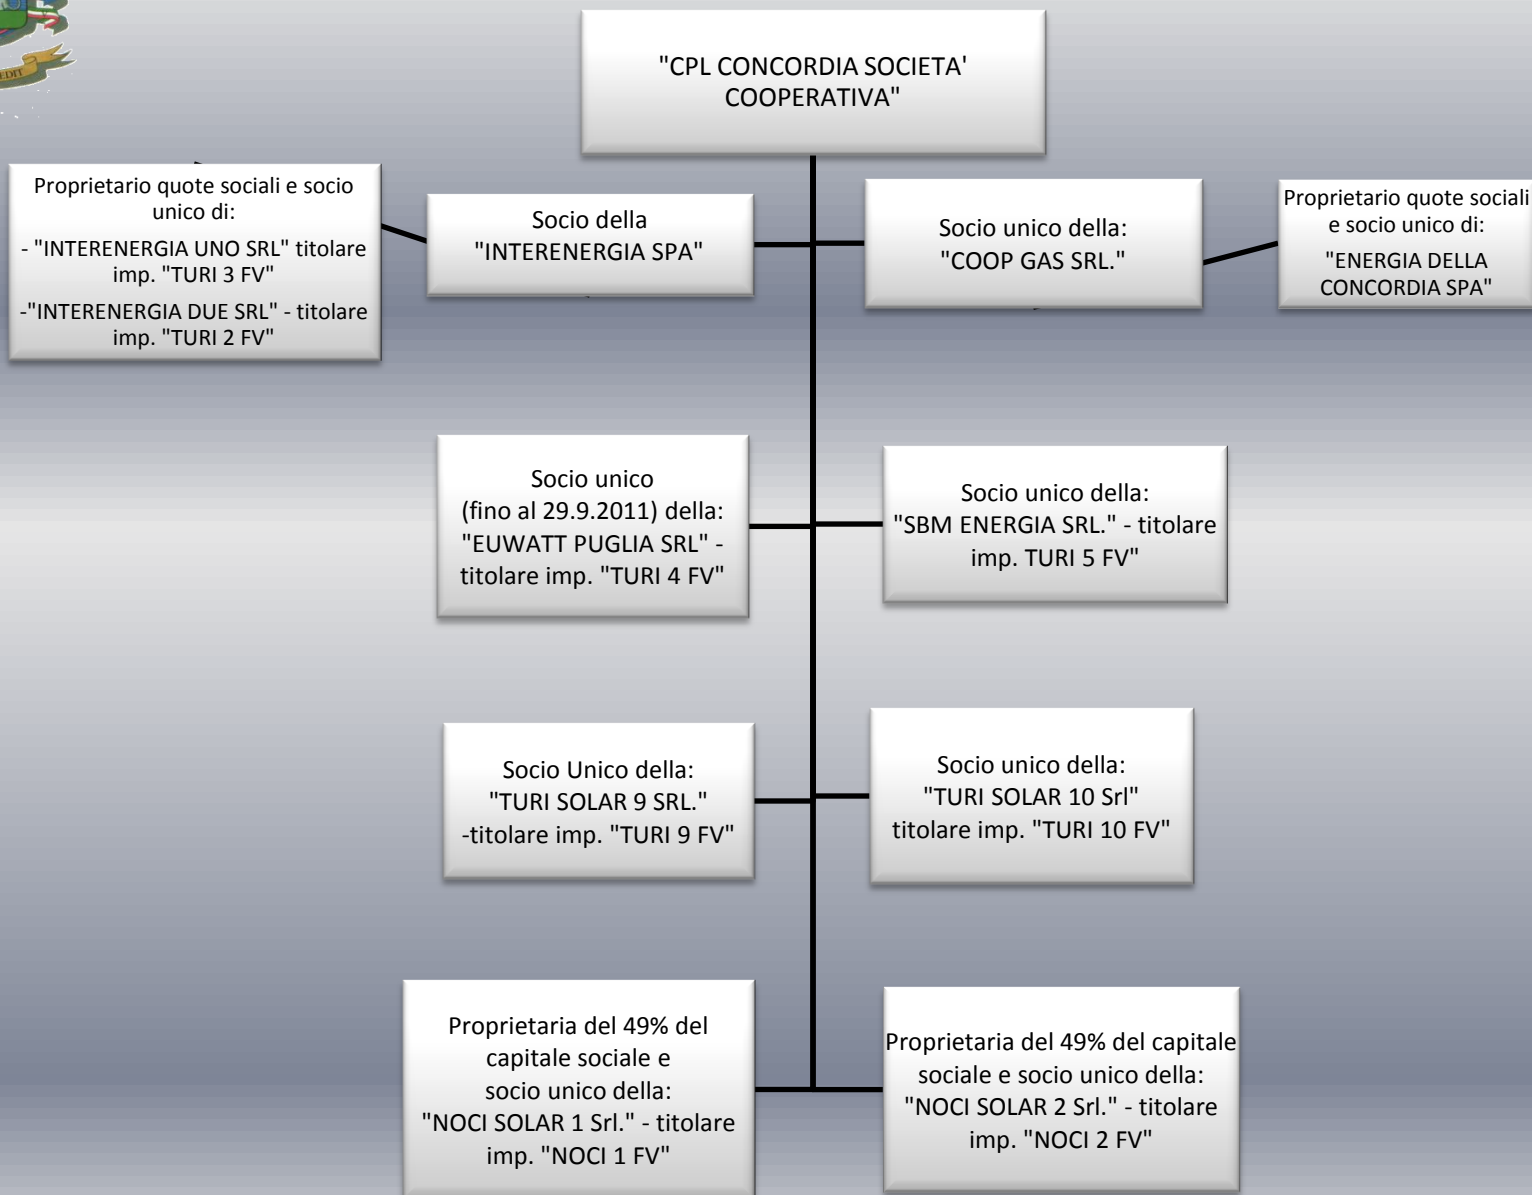 EDIT
"CPL CONCORDIA SOCIETA'
COOPERATIVA"
Proprietario quote sociali e socio
unico di:
- "INTERENERGIA UNO SRL" titolare
imp. "TURI 3 FV"
-"INTERENERGIA DUE SRL" - titolare
imp. "TURI 2 FV"
Socio della
"INTERENERGIA SPA"
Socio unico della:
"COOP GAS SRL."
Proprietario quote sociali
e socio unico di:
"ENERGIA DELLA
CONCORDIA SPA"
Socio unico
(fino al 29.9.2011) della:
"EUWATT PUGLIA SRL" -
titolare imp. "TURI 4 FV"
Socio unico della:
"SBM ENERGIA SRL." - titolare
imp. TURI 5 FV"
Socio Unico della:
"TURI SOLAR 9 SRL."
-titolare imp. "TURI 9 FV"
Socio unico della:
"TURI SOLAR 10 Srl"
titolare imp. "TURI 10 FV"
Proprietaria del 49% del
capitale sociale e
socio unico della:
"NOCI SOLAR 1 Srl." - titolare
imp. "NOCI 1 FV"
Proprietaria del 49% del capitale
sociale e socio unico della:
"NOCI SOLAR 2 Srl." - titolare
imp. "NOCI 2 FV"